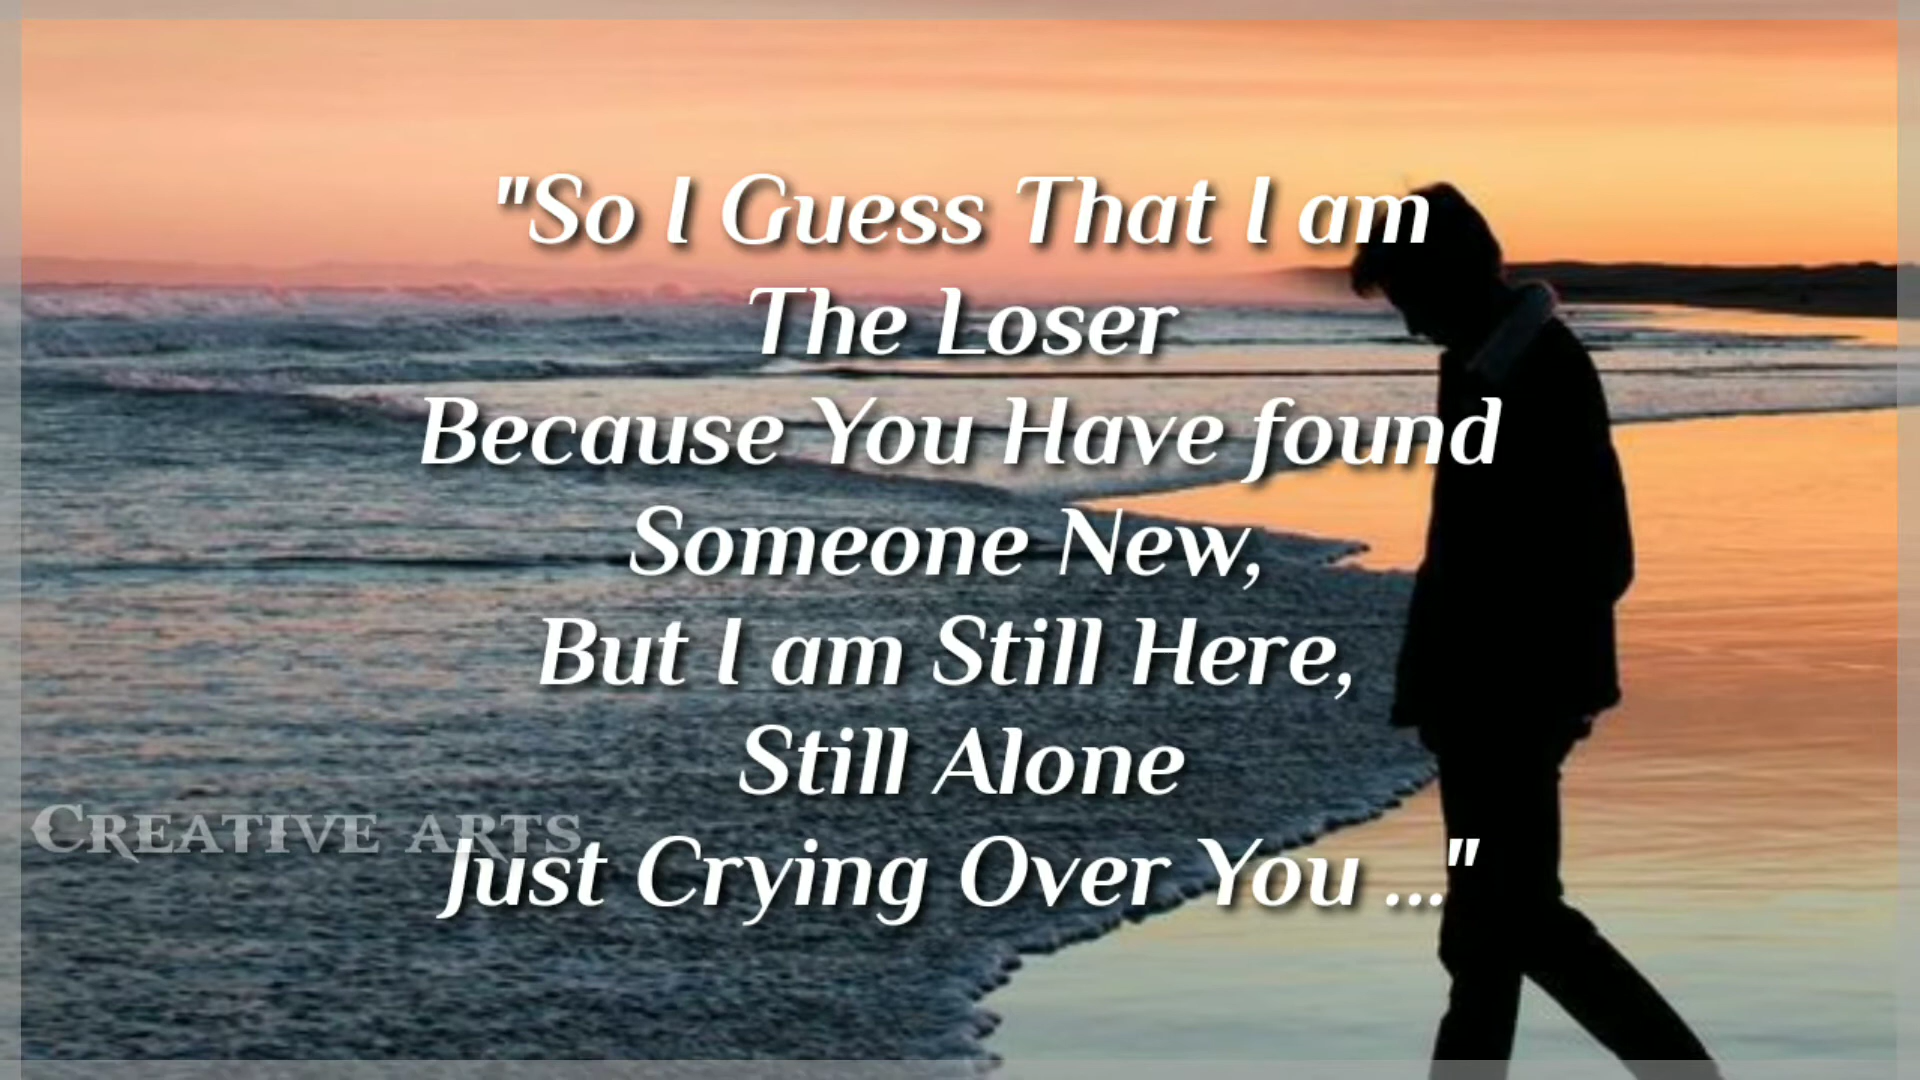 "So I Guess That I am
The Loser
Because You Have found
Someone New,
But I am Still Here,
Still Alone
Just Crying Over You ..."
Creative arts